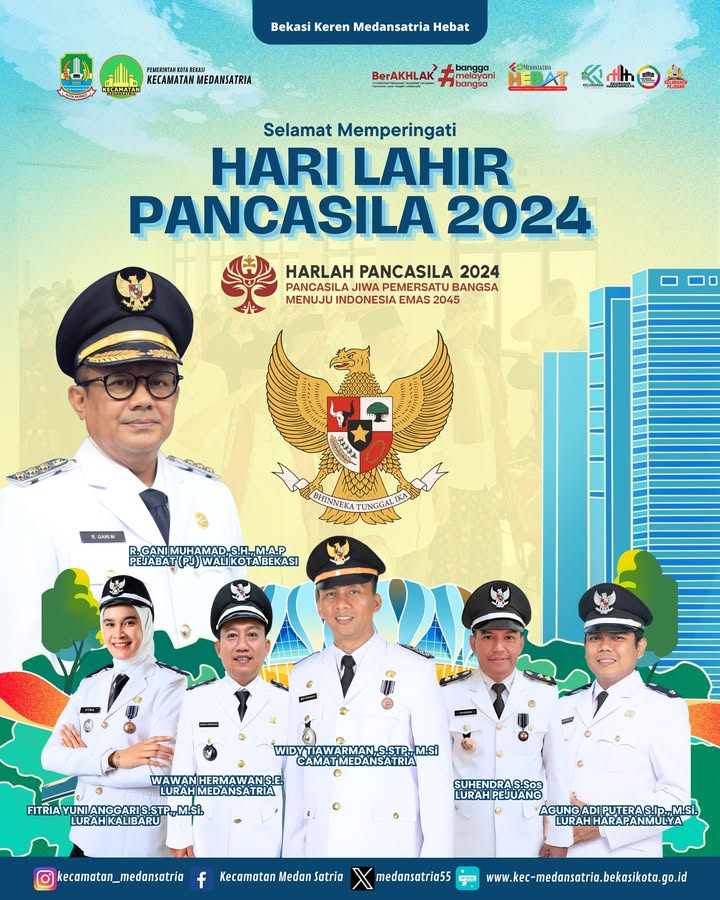 Bekasi Keren Medansatria Hebat
PEMERINTAH KOTA BEKASI
KECAMATAN MEDANSATRIA
KECAMATAN
MEDANSATRIA
BerAKHLAK
#bangga
melayani
bangsa
MEDANSATRIA
HEBAT
Selamat Memperingati
HARI LAHIR
PANCASILA 2024
HARLAH PANCASILA 2024
PANCASILA JIWA PEMERSATU BANGSA
MENUJU INDONESIA EMAS 2045
BHINNEKA TUNGGAL IKA
R. GANI.M
R. GANI MUHAMAD, S.H., M.A.P
PEJABAT (PJ) WALI KOTA BEKASI
FITRIA
WIDY TIAWARMAN, S.STP., M.Si
CAMAT MEDANSATRIA
WAWAN HERMAWAN S.E.
LURAH MEDANSATRIA
SUHENDRA S.Sos
LURAH PEJUANG
FITRIA YUNI ANGGARI S.STP., M.Si.
LURAH KALIBARU
AGUNG ADI PUTERA S.Ip., M.Si.
LURAH HARAPANMULYA
kecamatan_medansatria
Kecamatan Medan Satria
medansatria55
www.kec-medansatria.bekasikota.go.id